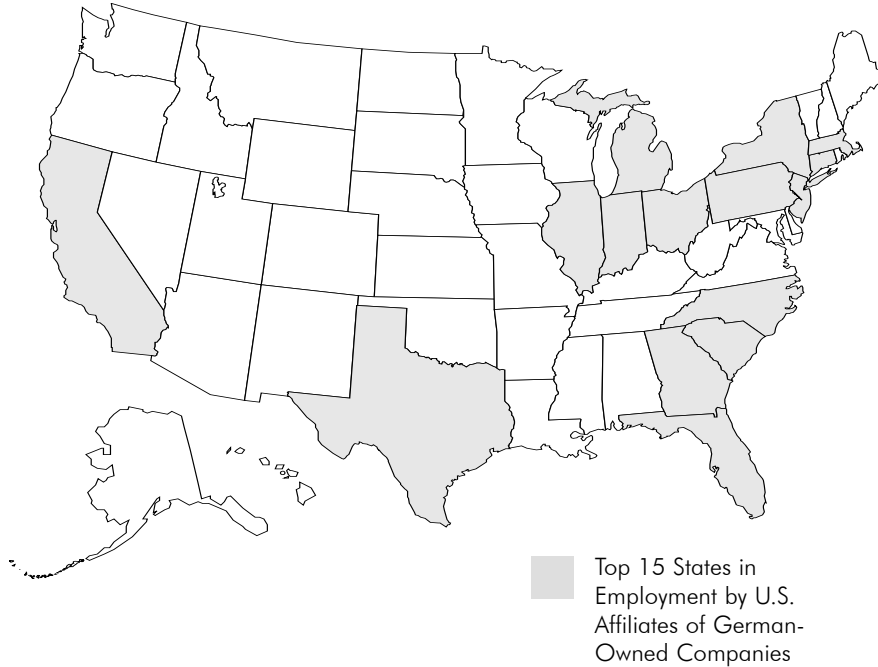 Top 15 States in
Employment by U.S.
Affiliates of German-
Owned Companies